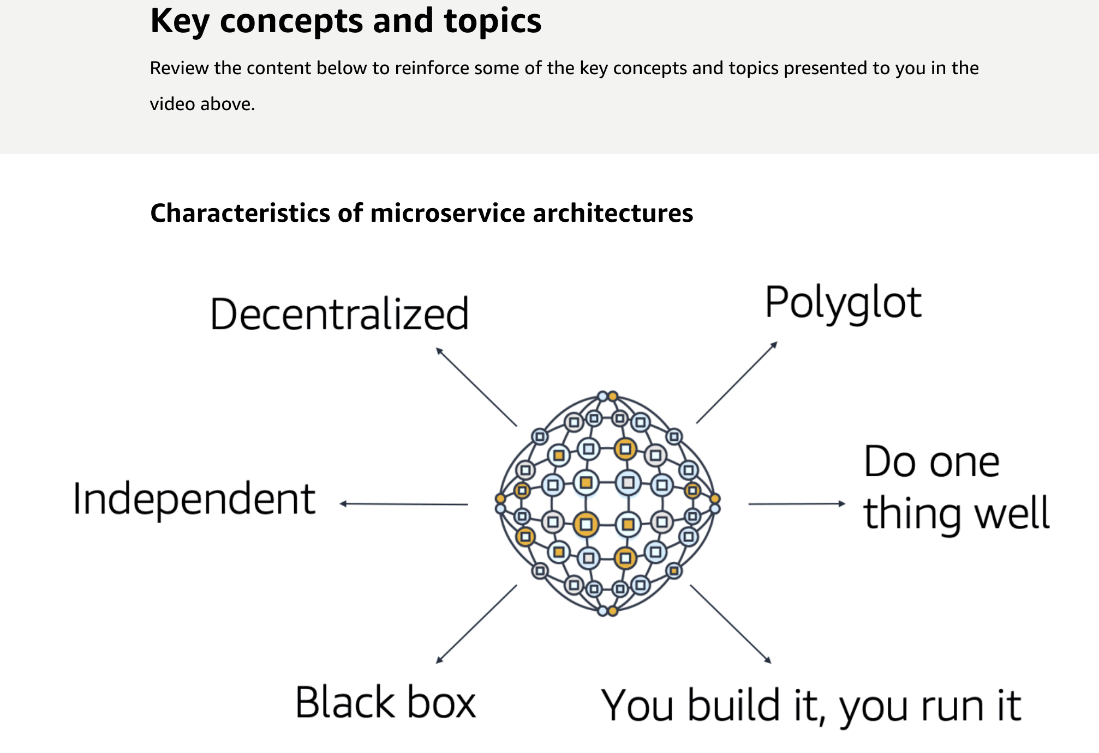 Key concepts and topics
Review the content below to reinforce some of the key concepts and topics presented to you in the
video above.
Characteristics of microservice architectures
Decentralized
Polyglot
Independent
Do one
thing well
Black box
You build it, you run it